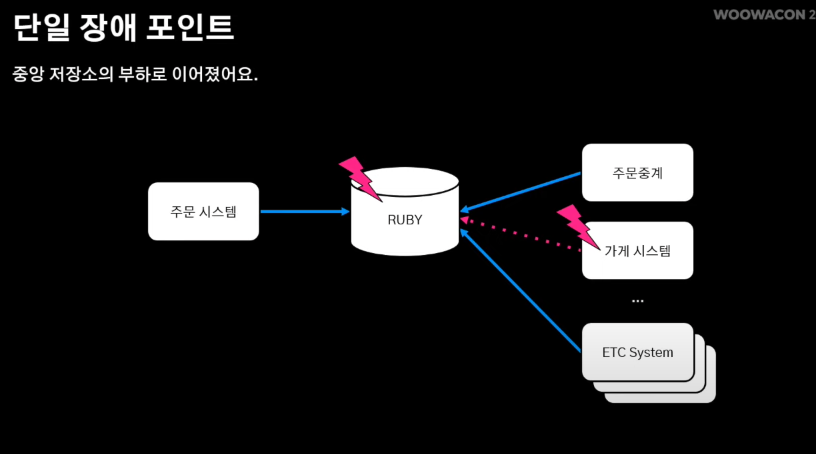 단일 장애 포인트
WOOWACON 2
중앙 저장소의 부하로 이어졌어요.
주문 시스템
RUBY
주문중계
가게 시스템
...
ETC System